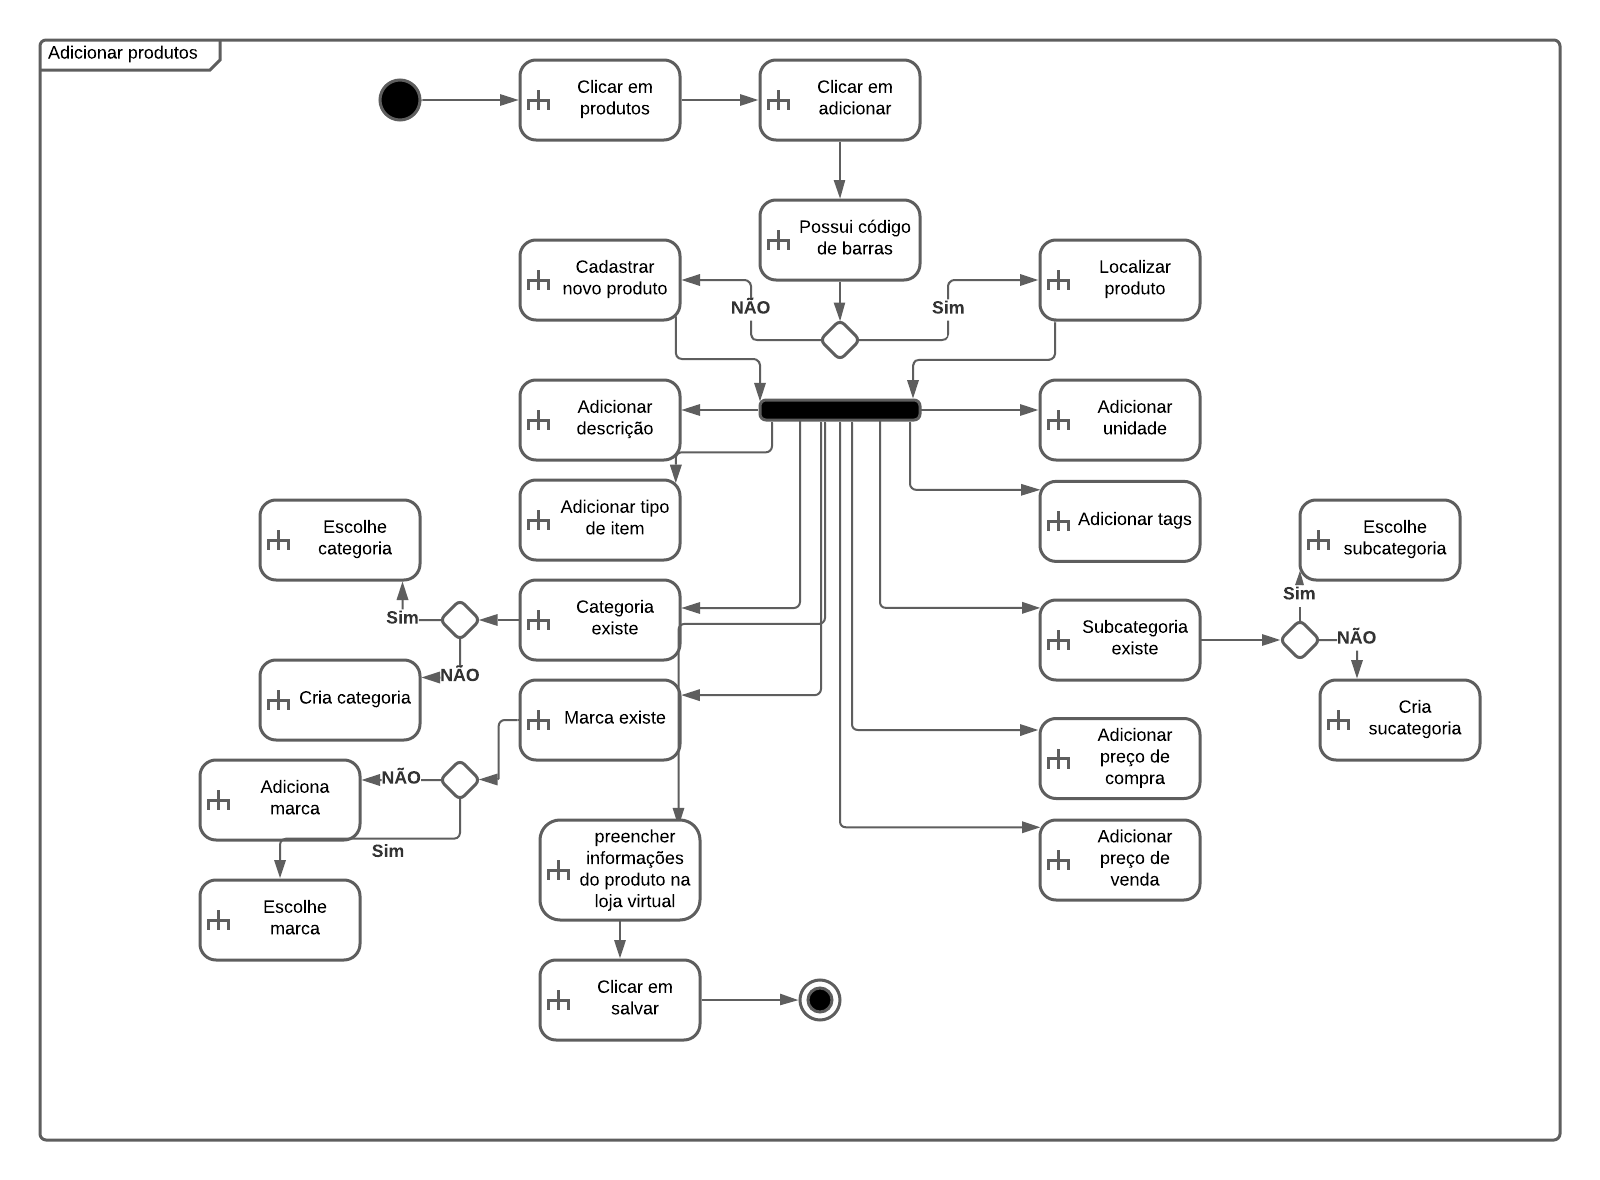 Adicionar produtos
Clicar em
produtos
Clicar em
adicionar
Possui código
de barras
Cadastrar
novo produto
Localizar
produto
NÃO
Sim
Adicionar
descrição
Adicionar
unidade
Adicionar tipo
de item
Adicionar tags
Escolhe
categoria
Escolhe
subcategoria
Categoria
existe
Sim
NÃO
Subcategoria
existe
Sim
NÃO
Cria categoria
Marca existe
Cria
sucategoria
Adicionar
preço de
compra
Adiciona
marca
NÃO
Sim
preencher
informações
do produto na
loja virtual
Adicionar
preço de
venda
Escolhe
marca
Clicar em
salvar